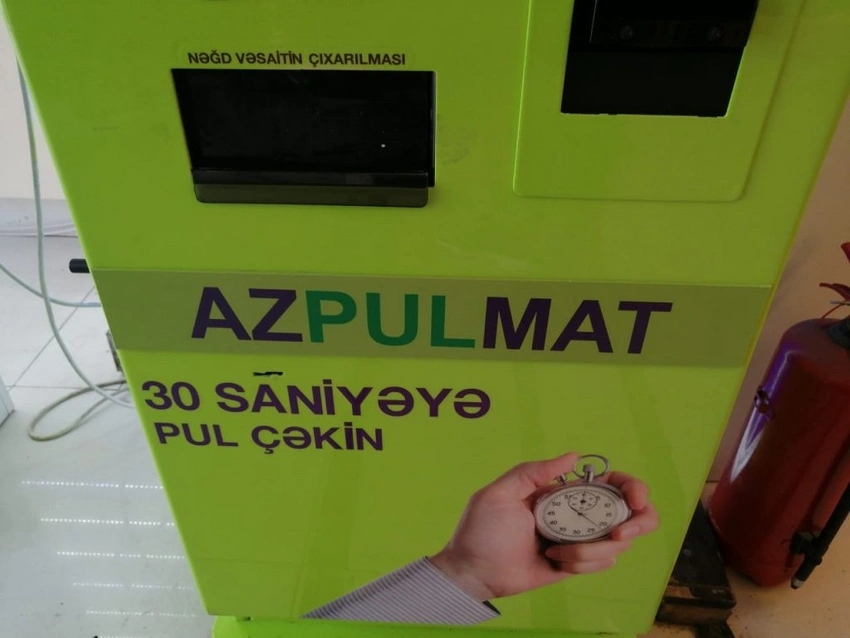 NƏĞD VƏSAİTİN ÇIXARILMASI
AZPULMAT
30 SANİYƏYƏ
PUL ÇƏKİN